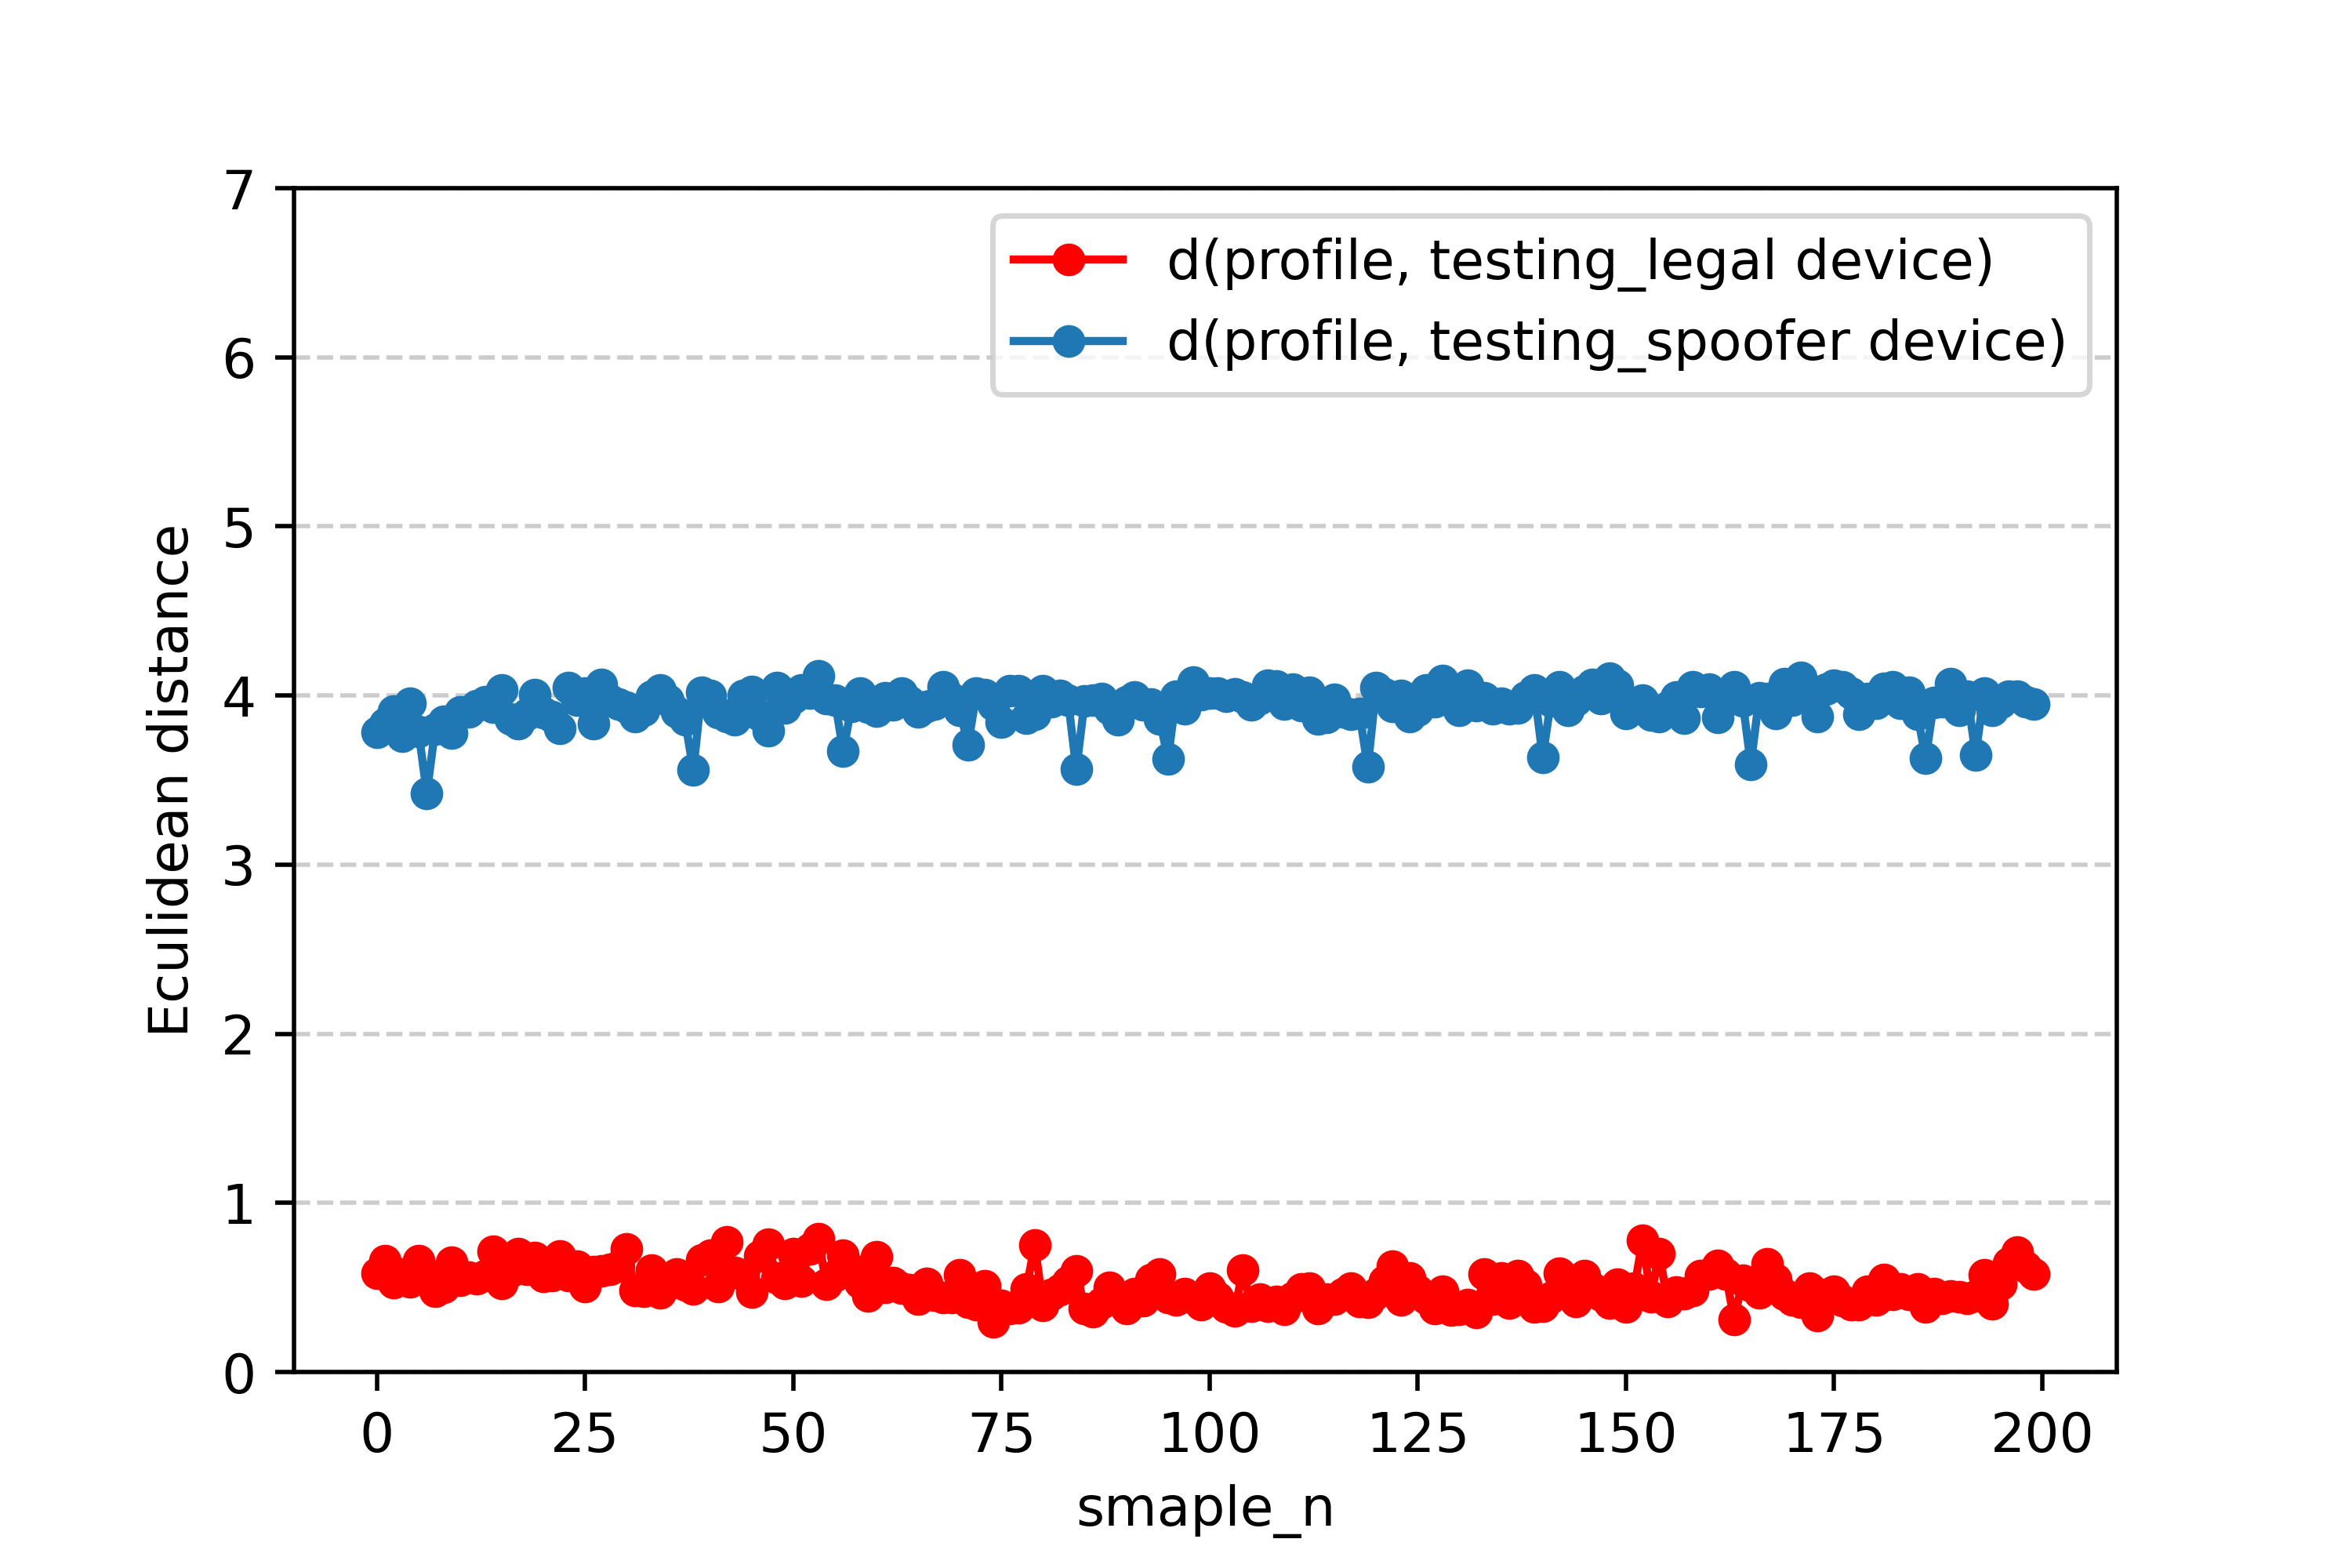 7
6
5
4
3
2
1
0
Eculidean distance
d(profile, testing_legal device)
d(profile, testing_spoofer device)
0 25 50 75 100 125 150 175 200
smaple_n